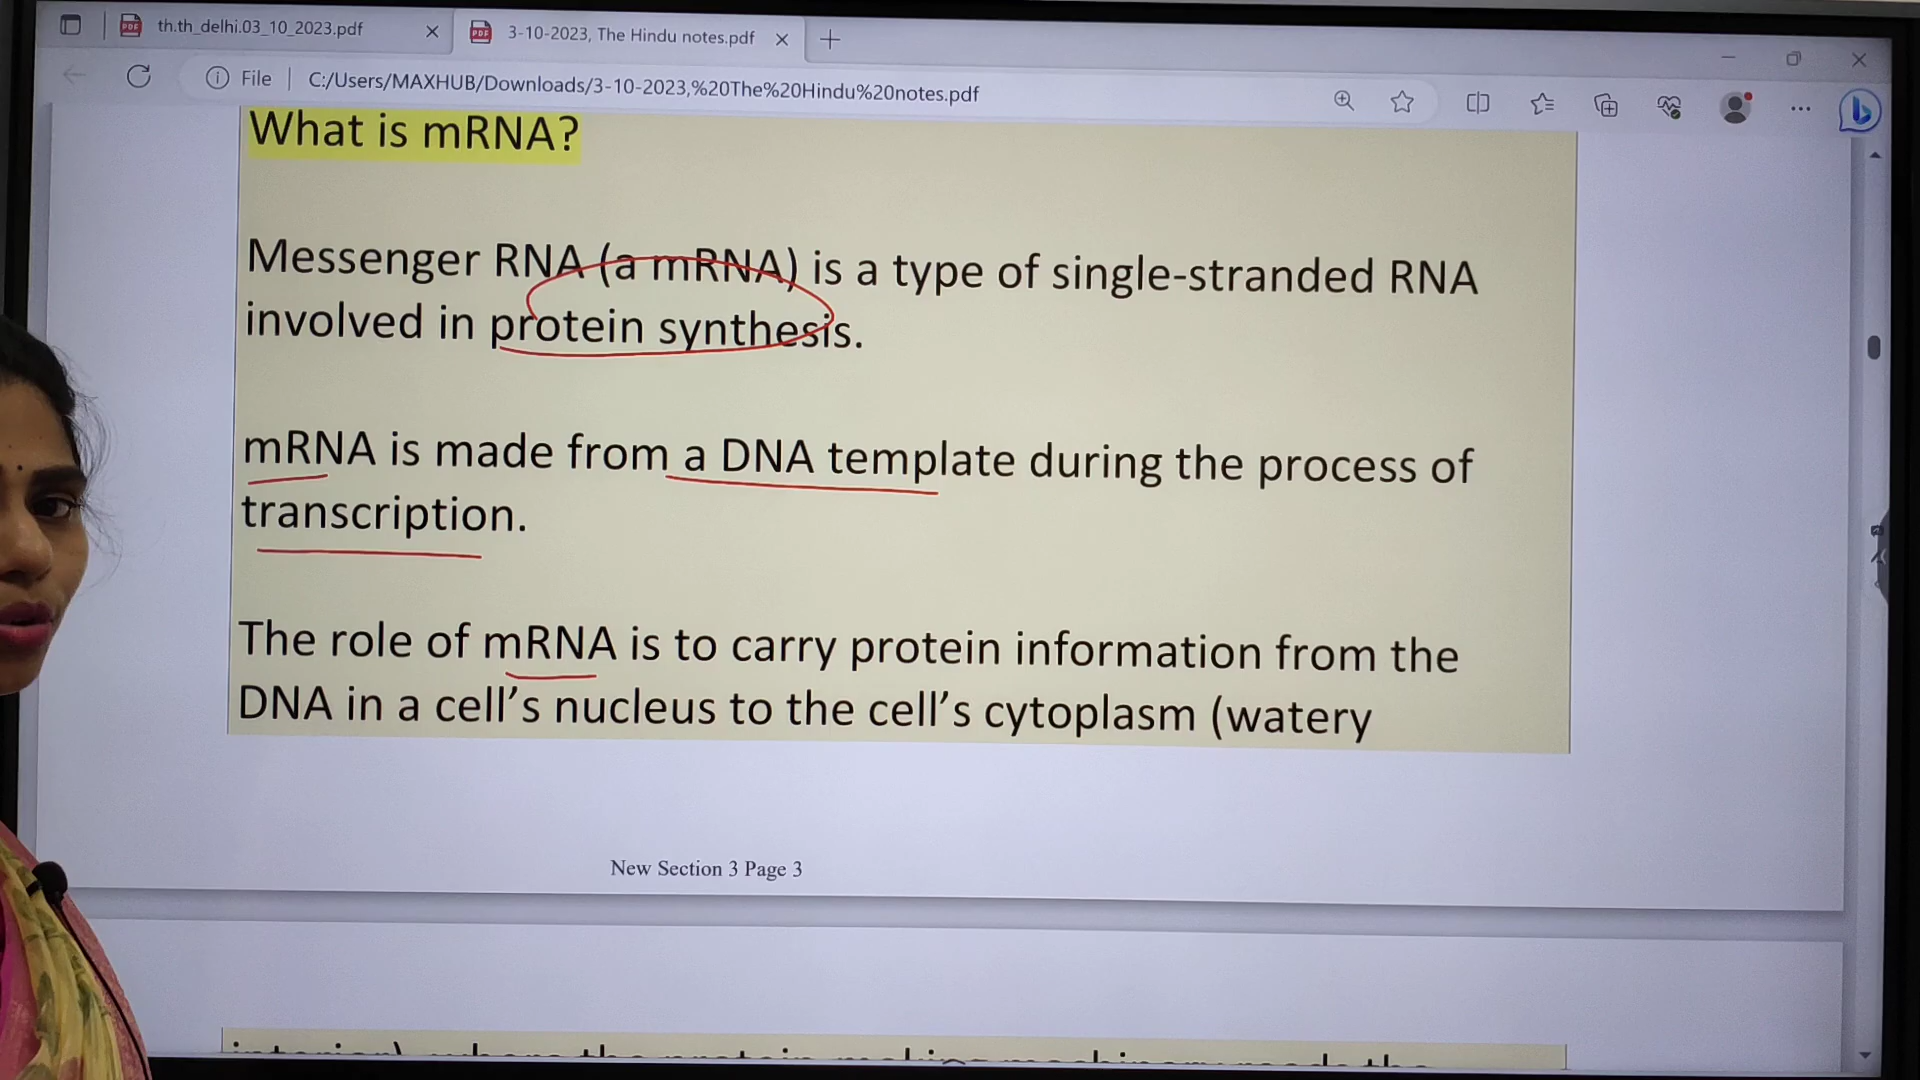 th.th_delhi.03_10_2023.pdf
3-10-2023, The Hindu notes.pdf
File
C:/Users/MAXHUB/Downloads/3-10-2023,%20The%20Hindu%20notes.pdf
What is mRNA?
Messenger RNA (a mRNA) is a type of single-stranded RNA
involved in protein synthesis.
mRNA is made from a DNA template during the process of
transcription.
The role of mRNA is to carry protein information from the
DNA in a cell’s nucleus to the cell’s cytoplasm (watery
New Section 3 Page 3